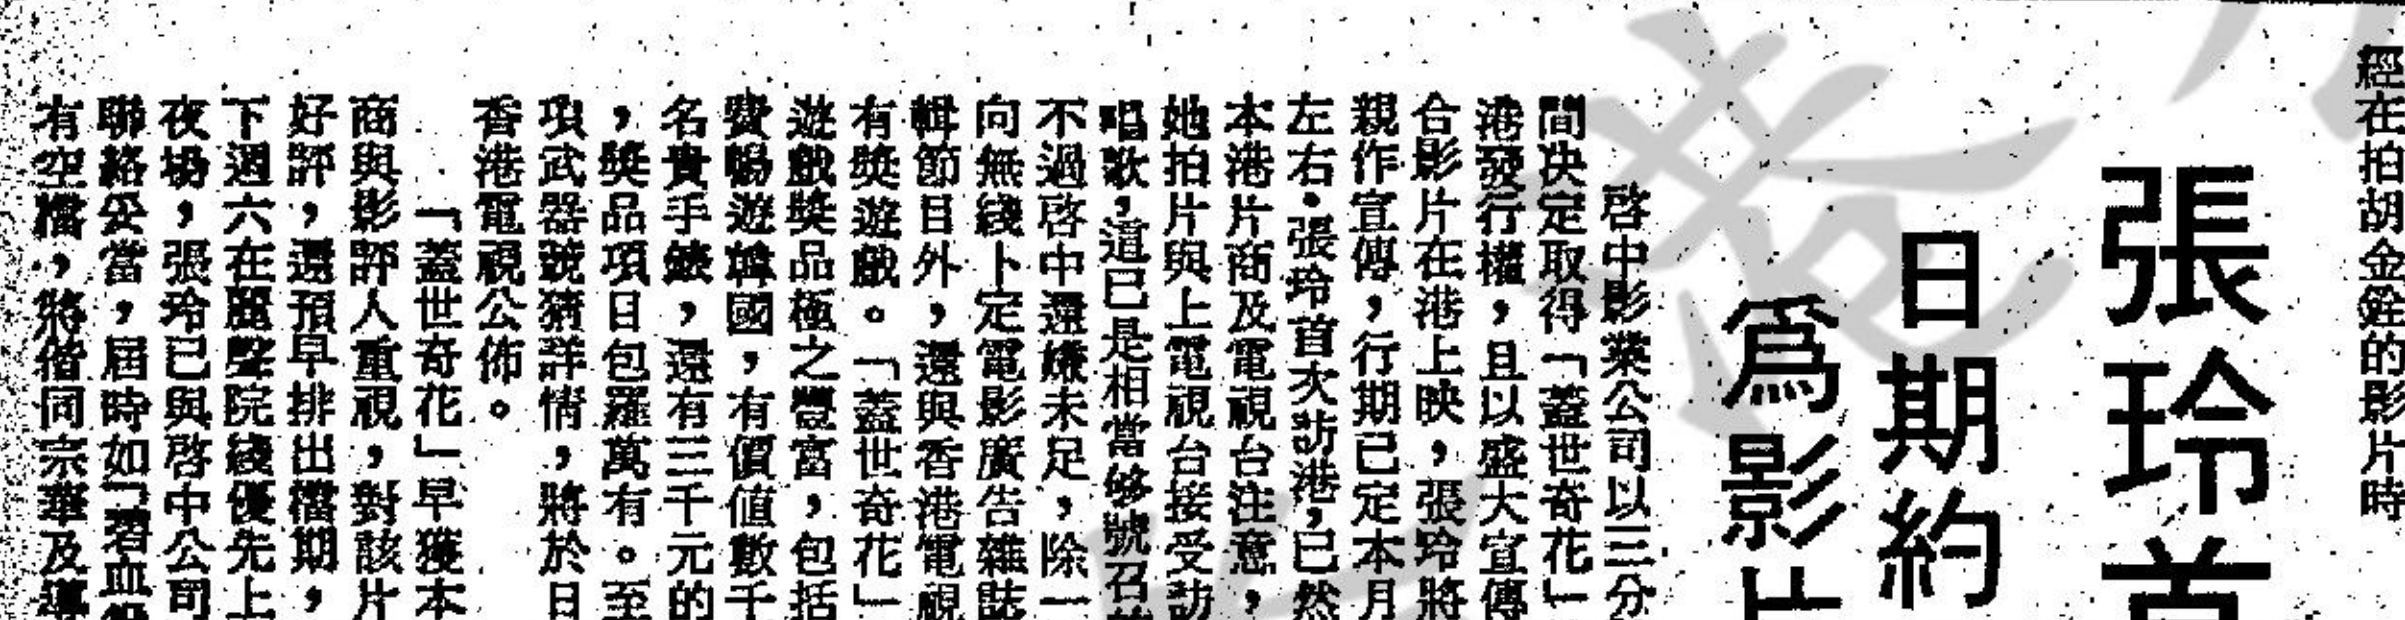 經在拍胡金銓的影片時
張玲首
日期約
爲影片
啓中影業公司以三分
間決定取得「蓋世奇花」
港發行權，且以盛大宣傳
合影片在港上映，張玲將
親作宣傳，行期已定本月
左右。張玲首次訪港，已然
本港片商及電視台注意，
她拍片與上電視台接受訪
唱歌，這已是相當够號召
不過啓中還嫌未足，除一
向無綫卜定電影廣告雜誌
輯節目外，還與香港電視
有獎遊戲。「蓋世奇花」
遊戲獎品極之豐富，包括
費暢遊韓國，有價值數千
名貴手錶，還有三千元的
，獎品項目包羅萬有。至
項武器競猜詳情，將於日
香港電視公佈。
「蓋世奇花」早獲本
商與影評人重視，對該片
好評，還預早排出檔期，
下週六在麗聲院綫優先上
夜場，張玲已與啓中公司
聯絡妥當，屆時如「碧血
有空檔，將偕同宗華及導